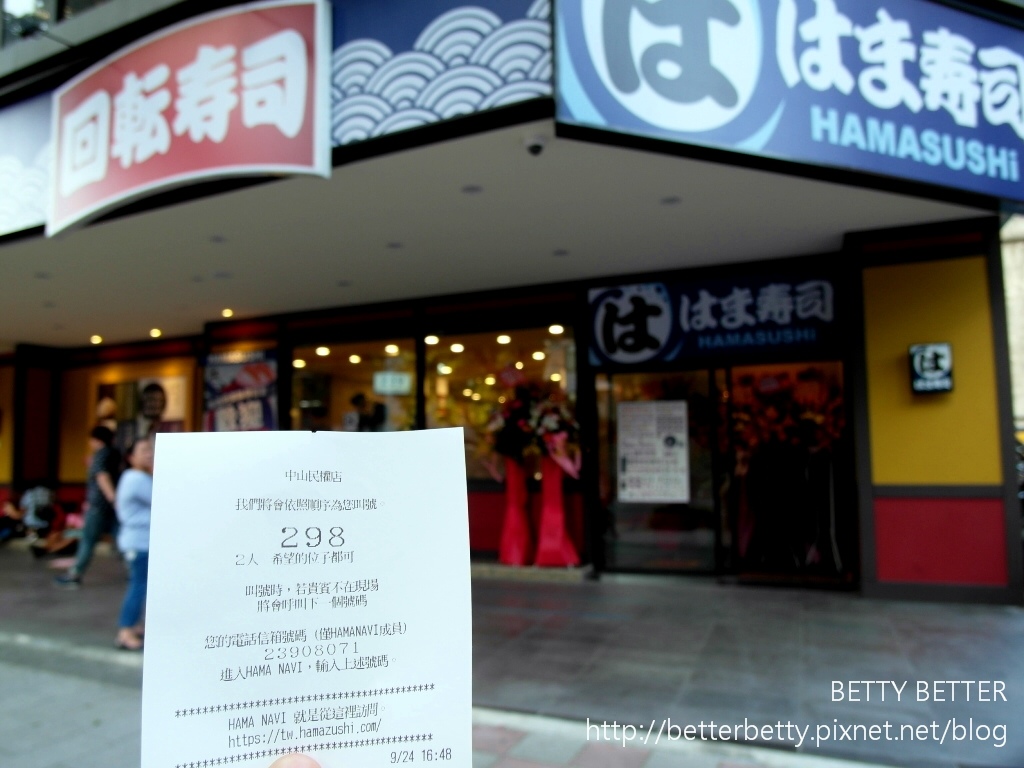 回転寿司
は
はま寿司
HAMASUSHi
は
はま寿司
HAMASUSHi
は
中山民權店
我們將會依照順序為您叫號。
298
2人 希望的位子都可
叫號時，若貴賓不在現場
將會呼叫下一個號碼
您的電話信箱號碼（僅HAMANAVI成員）
23908071
進入HAMA NAVI，輸入上述號碼。
****************************************
HAMA NAVI 就是從這裡訪問。
https://tw.hamazushi.com/
****************************************
9/24 16:48
BETTY BETTER
http://betterbetty.pixnet.net/blog